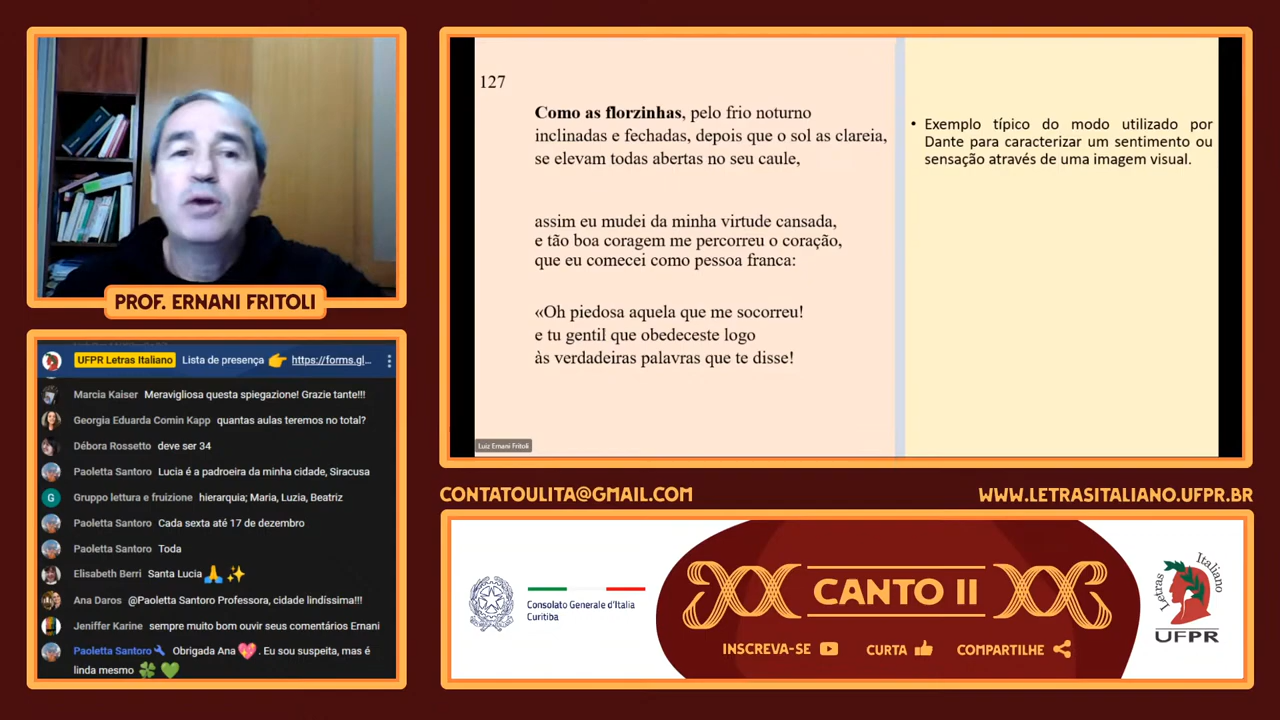 PROF. ERNANI FRITOLI
UFPR Letras Italiano Lista de presença 👉 https://forms.gl...
Marcia Kaiser Meravigliosa questa spiegazione! Grazie tante!!!
Georgia Eduarda Comin Kapp quantas aulas teremos no total?
Débora Rossetto deve ser 34
Paoletta Santoro Lucia é a padroeira da minha cidade, Siracusa
G Gruppo lettura e fruizione hierarquia; Maria, Luzia, Beatriz
Paoletta Santoro Cada sexta até 17 de dezembro
Paoletta Santoro Toda
Elisabeth Berri Santa Lucia 🙏 ✨
Ana Daros @Paoletta Santoro Professora, cidade lindíssima!!!
Jeniffer Karine sempre muito bom ouvir seus comentários Ernani
Paoletta Santoro Obrigada Ana 💖. Eu sou suspeita, mas é
linda mesmo 🍀 💚
127
Como as florzinhas, pelo frio noturno
inclinadas e fechadas, depois que o sol as clareia,
se elevam todas abertas no seu caule,
assim eu mudei da minha virtude cansada,
e tão boa coragem me percorreu o coração,
que eu comecei como pessoa franca:
«Oh piedosa aquela que me socorreu!
e tu gentil que obedeceste logo
às verdadeiras palavras que te disse!
Luiz Ernani Fritoli
• Exemplo típico do modo utilizado por
Dante para caracterizar um sentimento ou
sensação através de uma imagem visual.
CONTATOULITA@GMAIL.COM
WWW.LETRASITALIANO.UFPR.BR
Consolato Generale d'Italia
Curitiba
CANTO II
INSCREVA-SE
CURTA
COMPARTILHE
Letras Italiano
UFPR